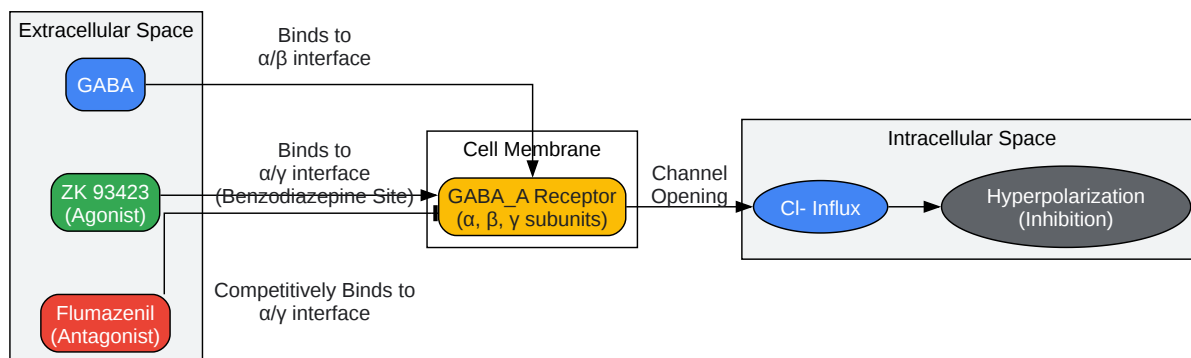 Extracellular Space
GABA
Binds to
α/β interface
ZK 93423
(Agonist)
Binds to
α/γ interface
(Benzodiazepine Site)
Flumazenil
(Antagonist)
Competitively Binds to
α/γ interface
Cell Membrane
GABA_A Receptor
(α, β, γ subunits)
Channel
Opening
Intracellular Space
Cl- Influx
Hyperpolarization
(Inhibition)